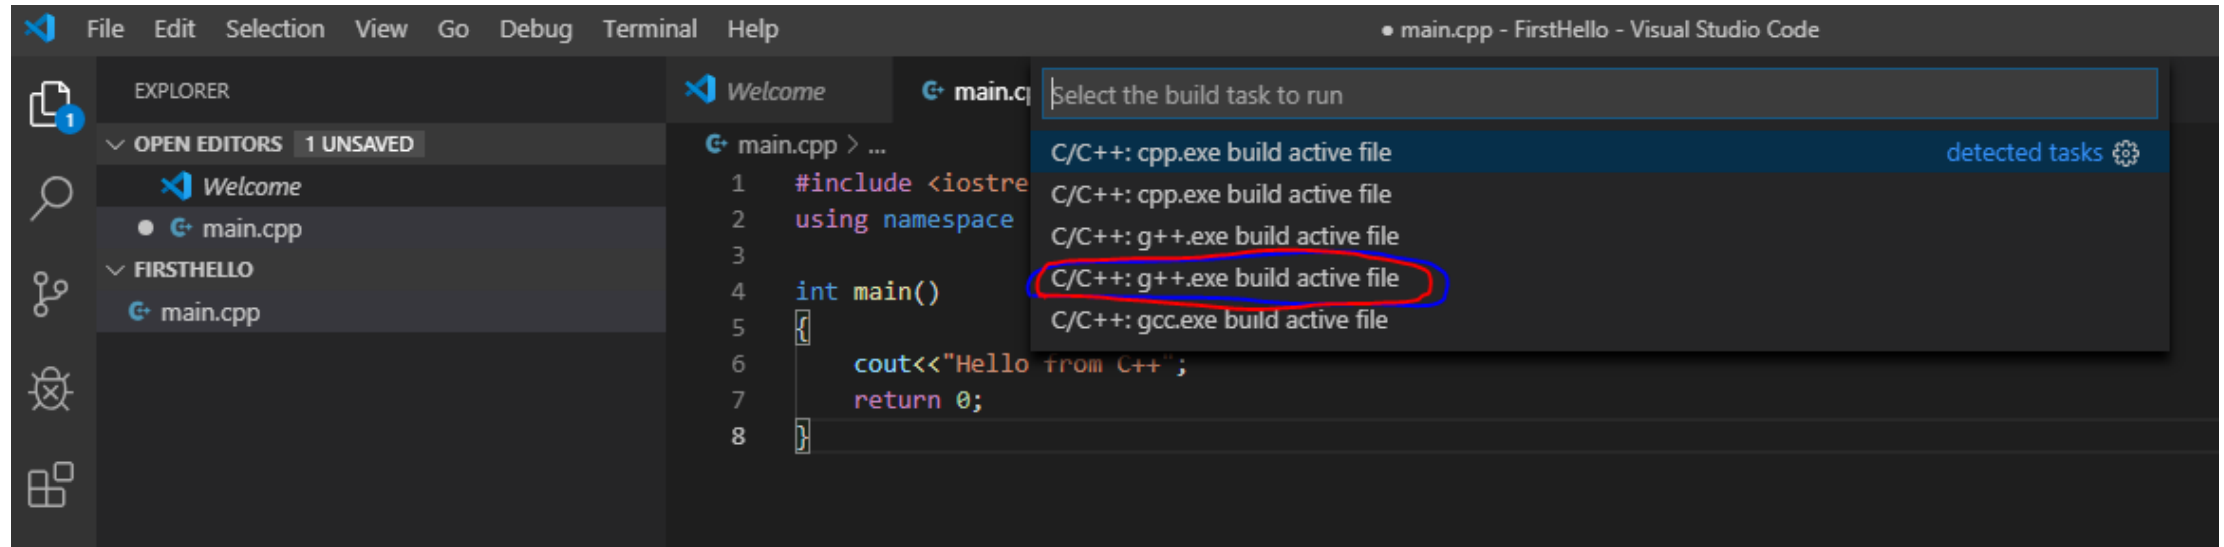 File Edit Selection View Go Debug Terminal Help
● main.cpp - FirstHello - Visual Studio Code
EXPLORER
OPEN EDITORS 1 UNSAVED
Welcome
main.cpp
FIRSTHELLO
main.cpp
1
Welcome
main.cp
main.cpp > ...
1 #include <iostre
2 using namespace
3
4 int main()
5 {
6 cout<<"Hello from C++";
7 return 0;
8 }
Select the build task to run
C/C++: cpp.exe build active file detected tasks
C/C++: cpp.exe build active file
C/C++: g++.exe build active file
C/C++: g++.exe build active file
C/C++: gcc.exe build active file